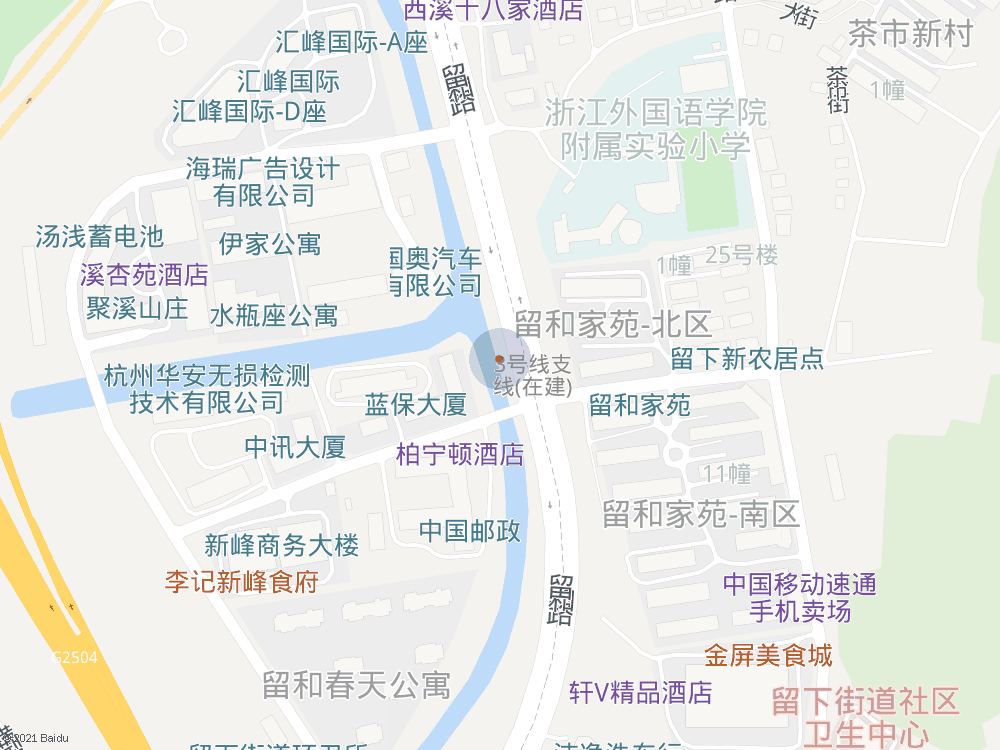 西溪十八家酒店
大街
茶市新村
汇峰国际-A座
汇峰国际
茶市街
1幢
汇峰国际-D座
浙江外国语学院
附属实验小学
海瑞广告设计
有限公司
汤浅蓄电池
伊家公寓
国奥汽车
有限公司
25号楼
1幢
溪杏苑酒店
聚溪山庄
水瓶座公寓
留和家苑-北区
3号线支
线(在建)
留下新农居点
杭州华安无损检测
技术有限公司
蓝保大厦
留和家苑
中讯大厦
柏宁顿酒店
11幢
留和家苑-南区
中国邮政
新峰商务大楼
李记新峰食府
中国移动速通
手机卖场
G2504
金屏美食城
留和春天公寓
轩V精品酒店
留下街道社区
卫生中心
©2021 Baidu